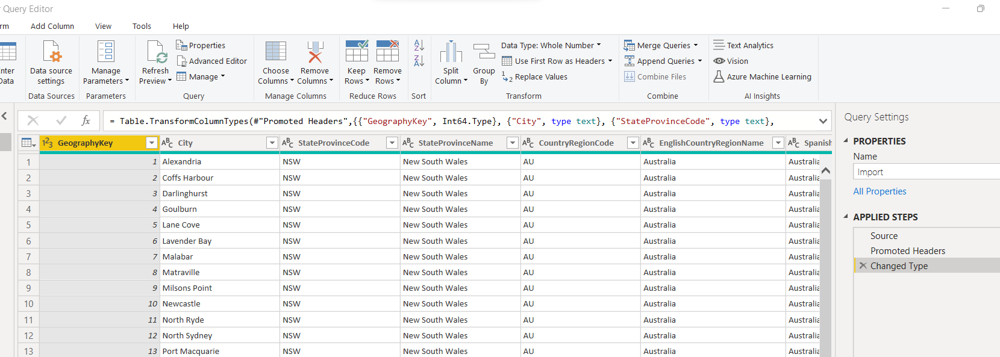 Query Editor
Add Column View Tools Help
Data source settings
Manage Parameters
Refresh Preview
Properties
Advanced Editor
Manage
Choose Columns
Remove Columns
Keep Rows
Remove Rows
Split Column
Group By
Data Type: Whole Number
Use First Row as Headers
Replace Values
Merge Queries
Append Queries
Combine Files
Text Analytics
Vision
Azure Machine Learning
Data Sources Parameters Query Manage Columns Reduce Rows Sort Transform Combine AI Insights
fx = Table.TransformColumnTypes(#"Promoted Headers",{{"GeographyKey", Int64.Type}, {"City", type text}, {"StateProvinceCode", type text},
GeographyKey City StateProvinceCode StateProvinceName CountryRegionCode EnglishCountryRegionName Spanish
1 1 Alexandria NSW New South Wales AU Australia Australia
2 2 Coffs Harbour NSW New South Wales AU Australia Australia
3 3 Darlinghurst NSW New South Wales AU Australia Australia
4 4 Goulburn NSW New South Wales AU Australia Australia
5 5 Lane Cove NSW New South Wales AU Australia Australia
6 6 Lavender Bay NSW New South Wales AU Australia Australia
7 7 Malabar NSW New South Wales AU Australia Australia
8 8 Matraville NSW New South Wales AU Australia Australia
9 9 Milsons Point NSW New South Wales AU Australia Australia
10 10 Newcastle NSW New South Wales AU Australia Australia
11 11 North Ryde NSW New South Wales AU Australia Australia
12 12 North Sydney NSW New South Wales AU Australia Australia
13 13 Port Macquarie NSW New South Wales AU Australia Australia
Query Settings
PROPERTIES
Name
Import
All Properties
APPLIED STEPS
Source
Promoted Headers
Changed Type